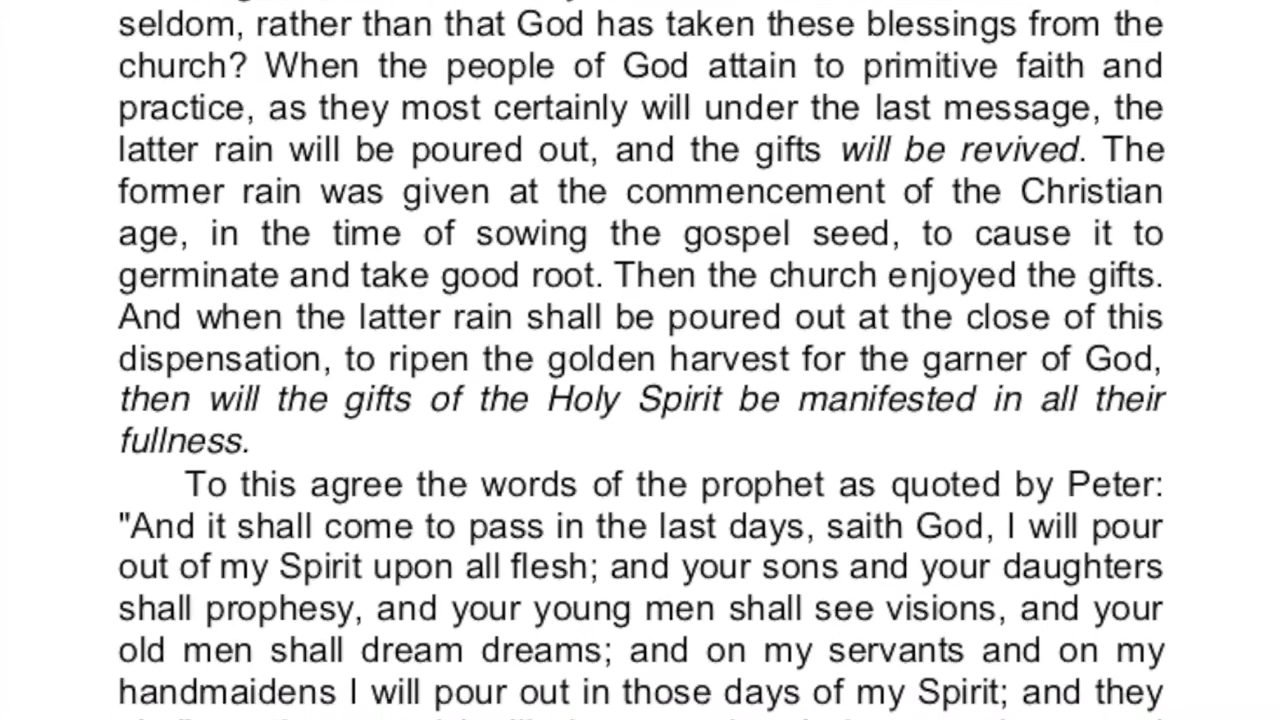 seldom, rather than that God has taken these blessings from the
church? When the people of God attain to primitive faith and
practice, as they most certainly will under the last message, the
latter rain will be poured out, and the gifts will be revived. The
former rain was given at the commencement of the Christian
age, in the time of sowing the gospel seed, to cause it to
germinate and take good root. Then the church enjoyed the gifts.
And when the latter rain shall be poured out at the close of this
dispensation, to ripen the golden harvest for the garner of God,
then will the gifts of the Holy Spirit be manifested in all their
fullness.
To this agree the words of the prophet as quoted by Peter:
"And it shall come to pass in the last days, saith God, I will pour
out of my Spirit upon all flesh; and your sons and your daughters
shall prophesy, and your young men shall see visions, and your
old men shall dream dreams; and on my servants and on my
handmaidens I will pour out in those days of my Spirit; and they